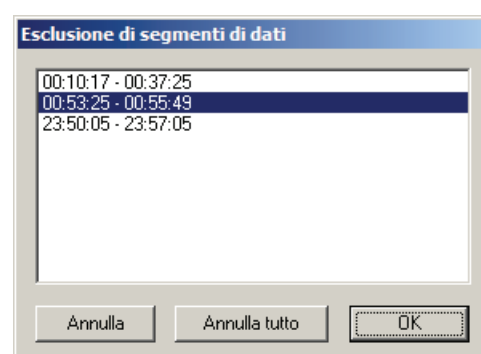 Esclusione di segmenti di dati
00:10:17 - 00:37:25
00:53:25 - 00:55:49
23:50:05 - 23:57:05
Annulla Annulla tutto OK